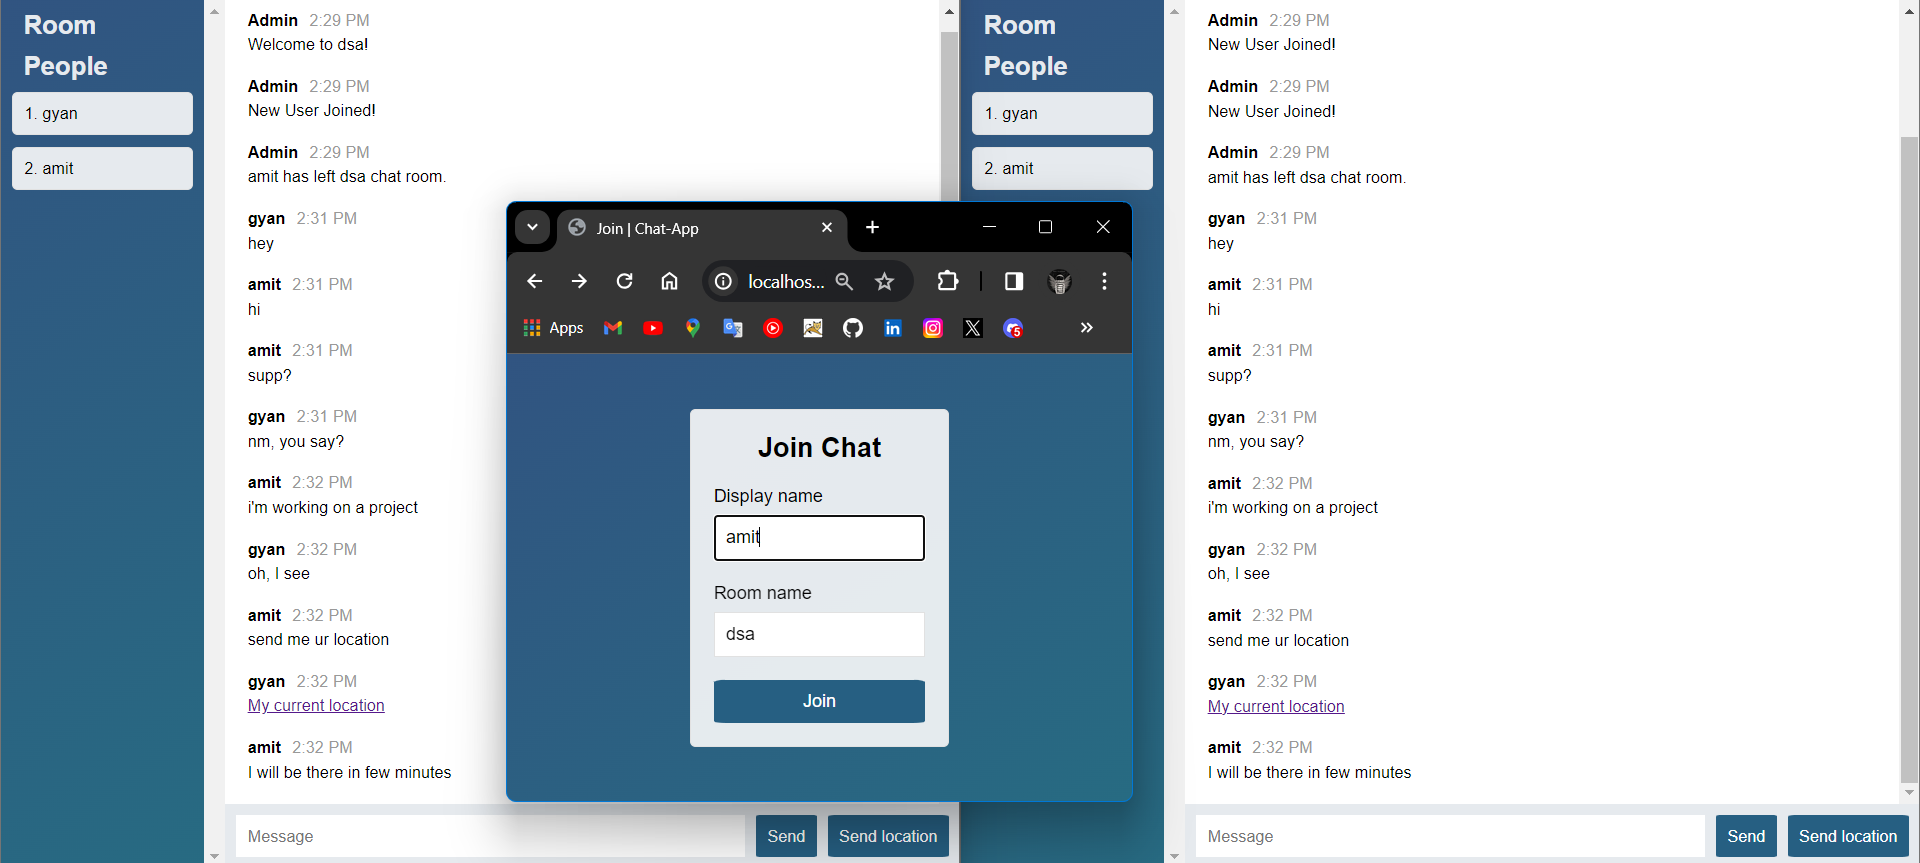 Room
People
1. gyan
2. amit
Admin 2:29 PM
Welcome to dsa!
Admin 2:29 PM
New User Joined!
Admin 2:29 PM
amit has left dsa chat room.
gyan 2:31 PM
hey
amit 2:31 PM
hi
amit 2:31 PM
supp?
gyan 2:31 PM
nm, you say?
amit 2:32 PM
i'm working on a project
gyan 2:32 PM
oh, I see
amit 2:32 PM
send me ur location
gyan 2:32 PM
My current location
amit 2:32 PM
I will be there in few minutes
Message
Send
Send location
Join | Chat-App
localhos...
Apps
in
5
Join Chat
Display name
amit
Room name
dsa
Join
Room
People
1. gyan
2. amit
Admin 2:29 PM
New User Joined!
Admin 2:29 PM
New User Joined!
Admin 2:29 PM
amit has left dsa chat room.
gyan 2:31 PM
hey
amit 2:31 PM
hi
amit 2:31 PM
supp?
gyan 2:31 PM
nm, you say?
amit 2:32 PM
i'm working on a project
gyan 2:32 PM
oh, I see
amit 2:32 PM
send me ur location
gyan 2:32 PM
My current location
amit 2:32 PM
I will be there in few minutes
Message
Send
Send location